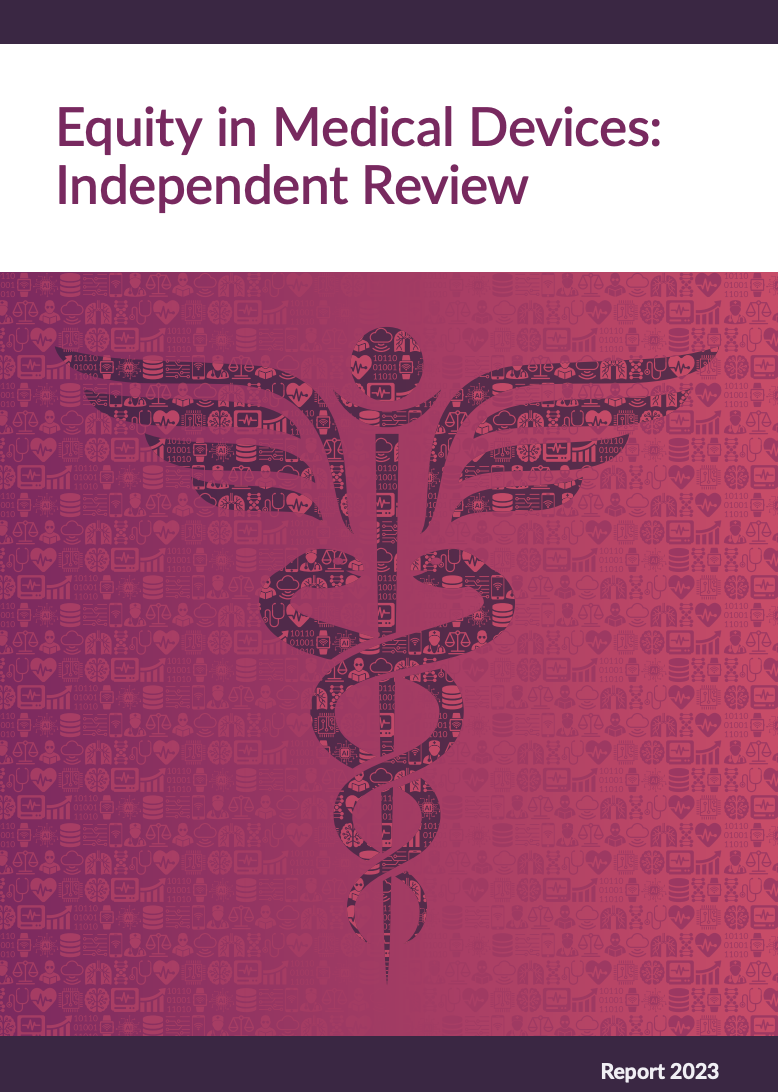 Equity in Medical Devices:
Independent Review
Report 2023